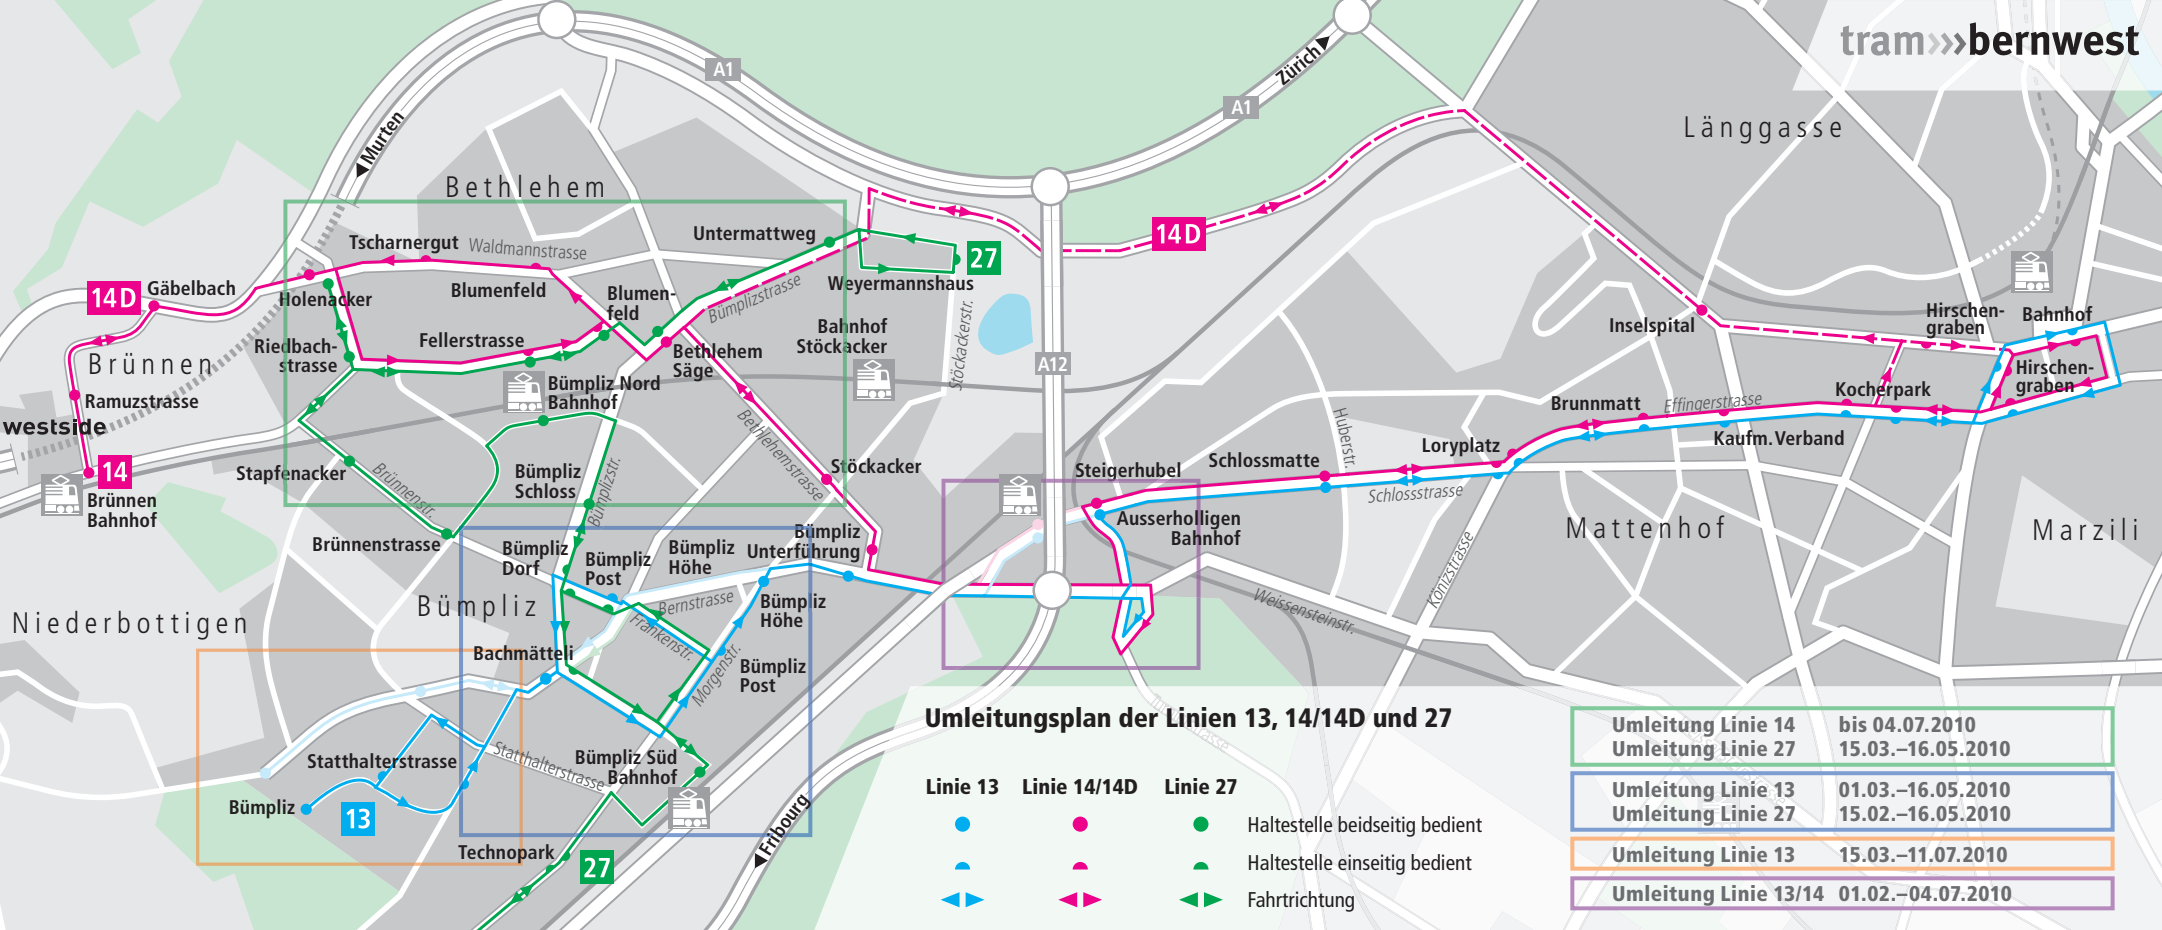 tram›››bernwest
A1
A1
Zürich
Murten
Länggasse
Bethlehem
Untermattweg
14D
27
Tscharnergut
Waldmannstrasse
Blumenfeld
Holenacker
Gäbelbach
14D
Weyermannshaus
Blumen-
feld
Bümplizstrasse
Stöckackerstr.
Bahnhof
Stöckacker
Fellerstrasse
Bethlehem
Säge
Riedbach-
strasse
Brünnen
Ramuzstrasse
westside
14
Brünnen
Bahnhof
A12
Inselspital
Hirschen-
graben
Bahnhof
Hirschen-
graben
Kocherpark
Effingerstrasse
Brunnmatt
Kaufm. Verband
Loryplatz
Huberstr.
Schlossmatte
Schlossstrasse
Steigerhubel
Ausserholligen
Bahnhof
Mattenhof
Marzili
Könizstrasse
Weissensteinstr.
Bümpliz Nord
Bahnhof
Bethlehemstrasse
Stöckacker
Stapfenacker
Brünnenstr.
Bümpliz
Schloss
Bümplizstr.
Brünnenstrasse
Bümpliz
Dorf
Bümpliz
Post
Bümpliz
Höhe
Bümpliz
Unterführung
Bümpliz
Bernstrasse
Frankenstr.
Bümpliz
Höhe
Niederbottigen
Bachmätteli
Morgenstr.
Bümpliz
Post
Statthalterstrasse
Statthalterstrasse
Bümpliz
13
Bümpliz Süd
Bahnhof
Technopark
27
Fribourg
Umleitungsplan der Linien 13, 14/14D und 27
Linie 13 Linie 14/14D Linie 27
Haltestelle beidseitig bedient
Haltestelle einseitig bedient
Fahrtrichtung
Umleitung Linie 14 bis 04.07.2010
Umleitung Linie 27 15.03.–16.05.2010
Umleitung Linie 13 01.03.–16.05.2010
Umleitung Linie 27 15.02.–16.05.2010
Umleitung Linie 13 15.03.–11.07.2010
Umleitung Linie 13/14 01.02.–04.07.2010